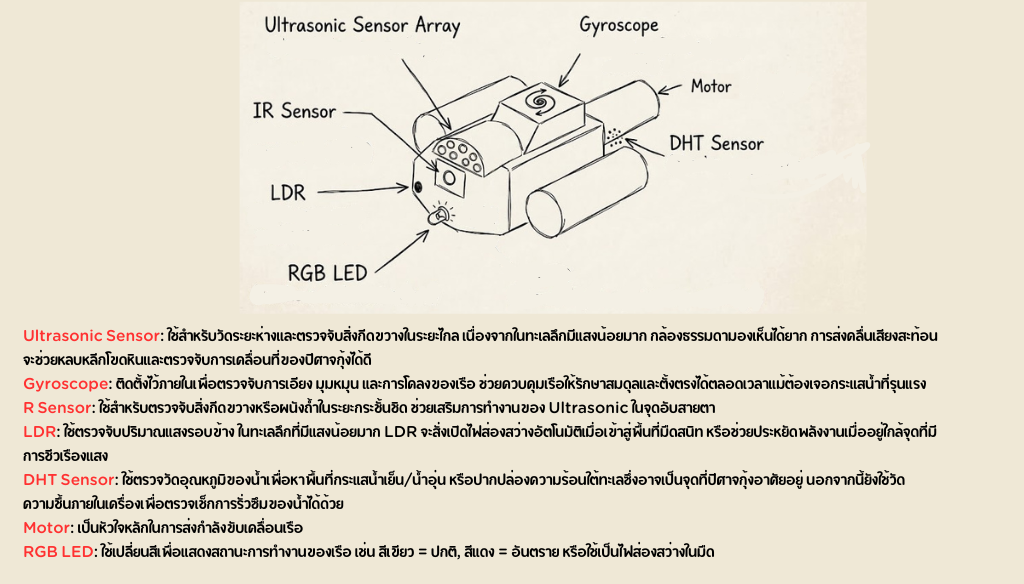 Ultrasonic Sensor Array
Gyroscope
Motor
IR Sensor
DHT Sensor
LDR
RGB LED
Ultrasonic Sensor: ใช้สำหรับวัดระยะห่างและตรวจจับสิ่งกีดขวางในระยะไกล เนื่องจากในทะเลลึกมีแสงน้อยมาก กล้องธรรมดามองเห็นได้ยาก การส่งคลื่นเสียงสะท้อน
จะช่วยหลบหลีกโขดหินและตรวจจับการเคลื่อนที่ของปีศาจกุ้งได้ดี
Gyroscope: ติดตั้งไว้ภายในเพื่อตรวจจับการเอียง มุมหมุน และการโคลงของเรือ ช่วยควบคุมเรือให้รักษาสมดุลและตั้งตรงได้ตลอดเวลาแม้ต้องเจอกระแสน้ำที่รุนแรง
R Sensor: ใช้สำหรับตรวจจับสิ่งกีดขวางหรือผนังถ้ำในระยะกระชั้นชิด ช่วยเสริมการทำงานของ Ultrasonic ในจุดอับสายตา
LDR: ใช้ตรวจจับปริมาณแสงรอบข้าง ในทะเลลึกที่มีแสงน้อยมาก LDR จะสั่งเปิดไฟส่องสว่างอัตโนมัติเมื่อเข้าสู่พื้นที่มืดสนิท หรือช่วยประหยัดพลังงานเมื่ออยู่ใกล้จุดที่มี
การชีวเรืองแสง
DHT Sensor: ใช้ตรวจวัดอุณหภูมิของน้ำเพื่อหาพื้นที่กระแสน้ำเย็น/น้ำอุ่น หรือปากปล่องความร้อนใต้ทะเลซึ่งอาจเป็นจุดที่ปีศาจกุ้งอาศัยอยู่ นอกจากนี้ยังใช้วัด
ความชื้นภายในเครื่องเพื่อตรวจเช็กการรั่วซึมของน้ำได้ด้วย
Motor: เป็นหัวใจหลักในการส่งกำลังขับเคลื่อนเรือ
RGB LED: ใช้เปลี่ยนสีเพื่อแสดงสถานะการทำงานของเรือ เช่น สีเขียว = ปกติ, สีแดง = อันตราย หรือใช้เป็นไฟส่องสว่างในมืด